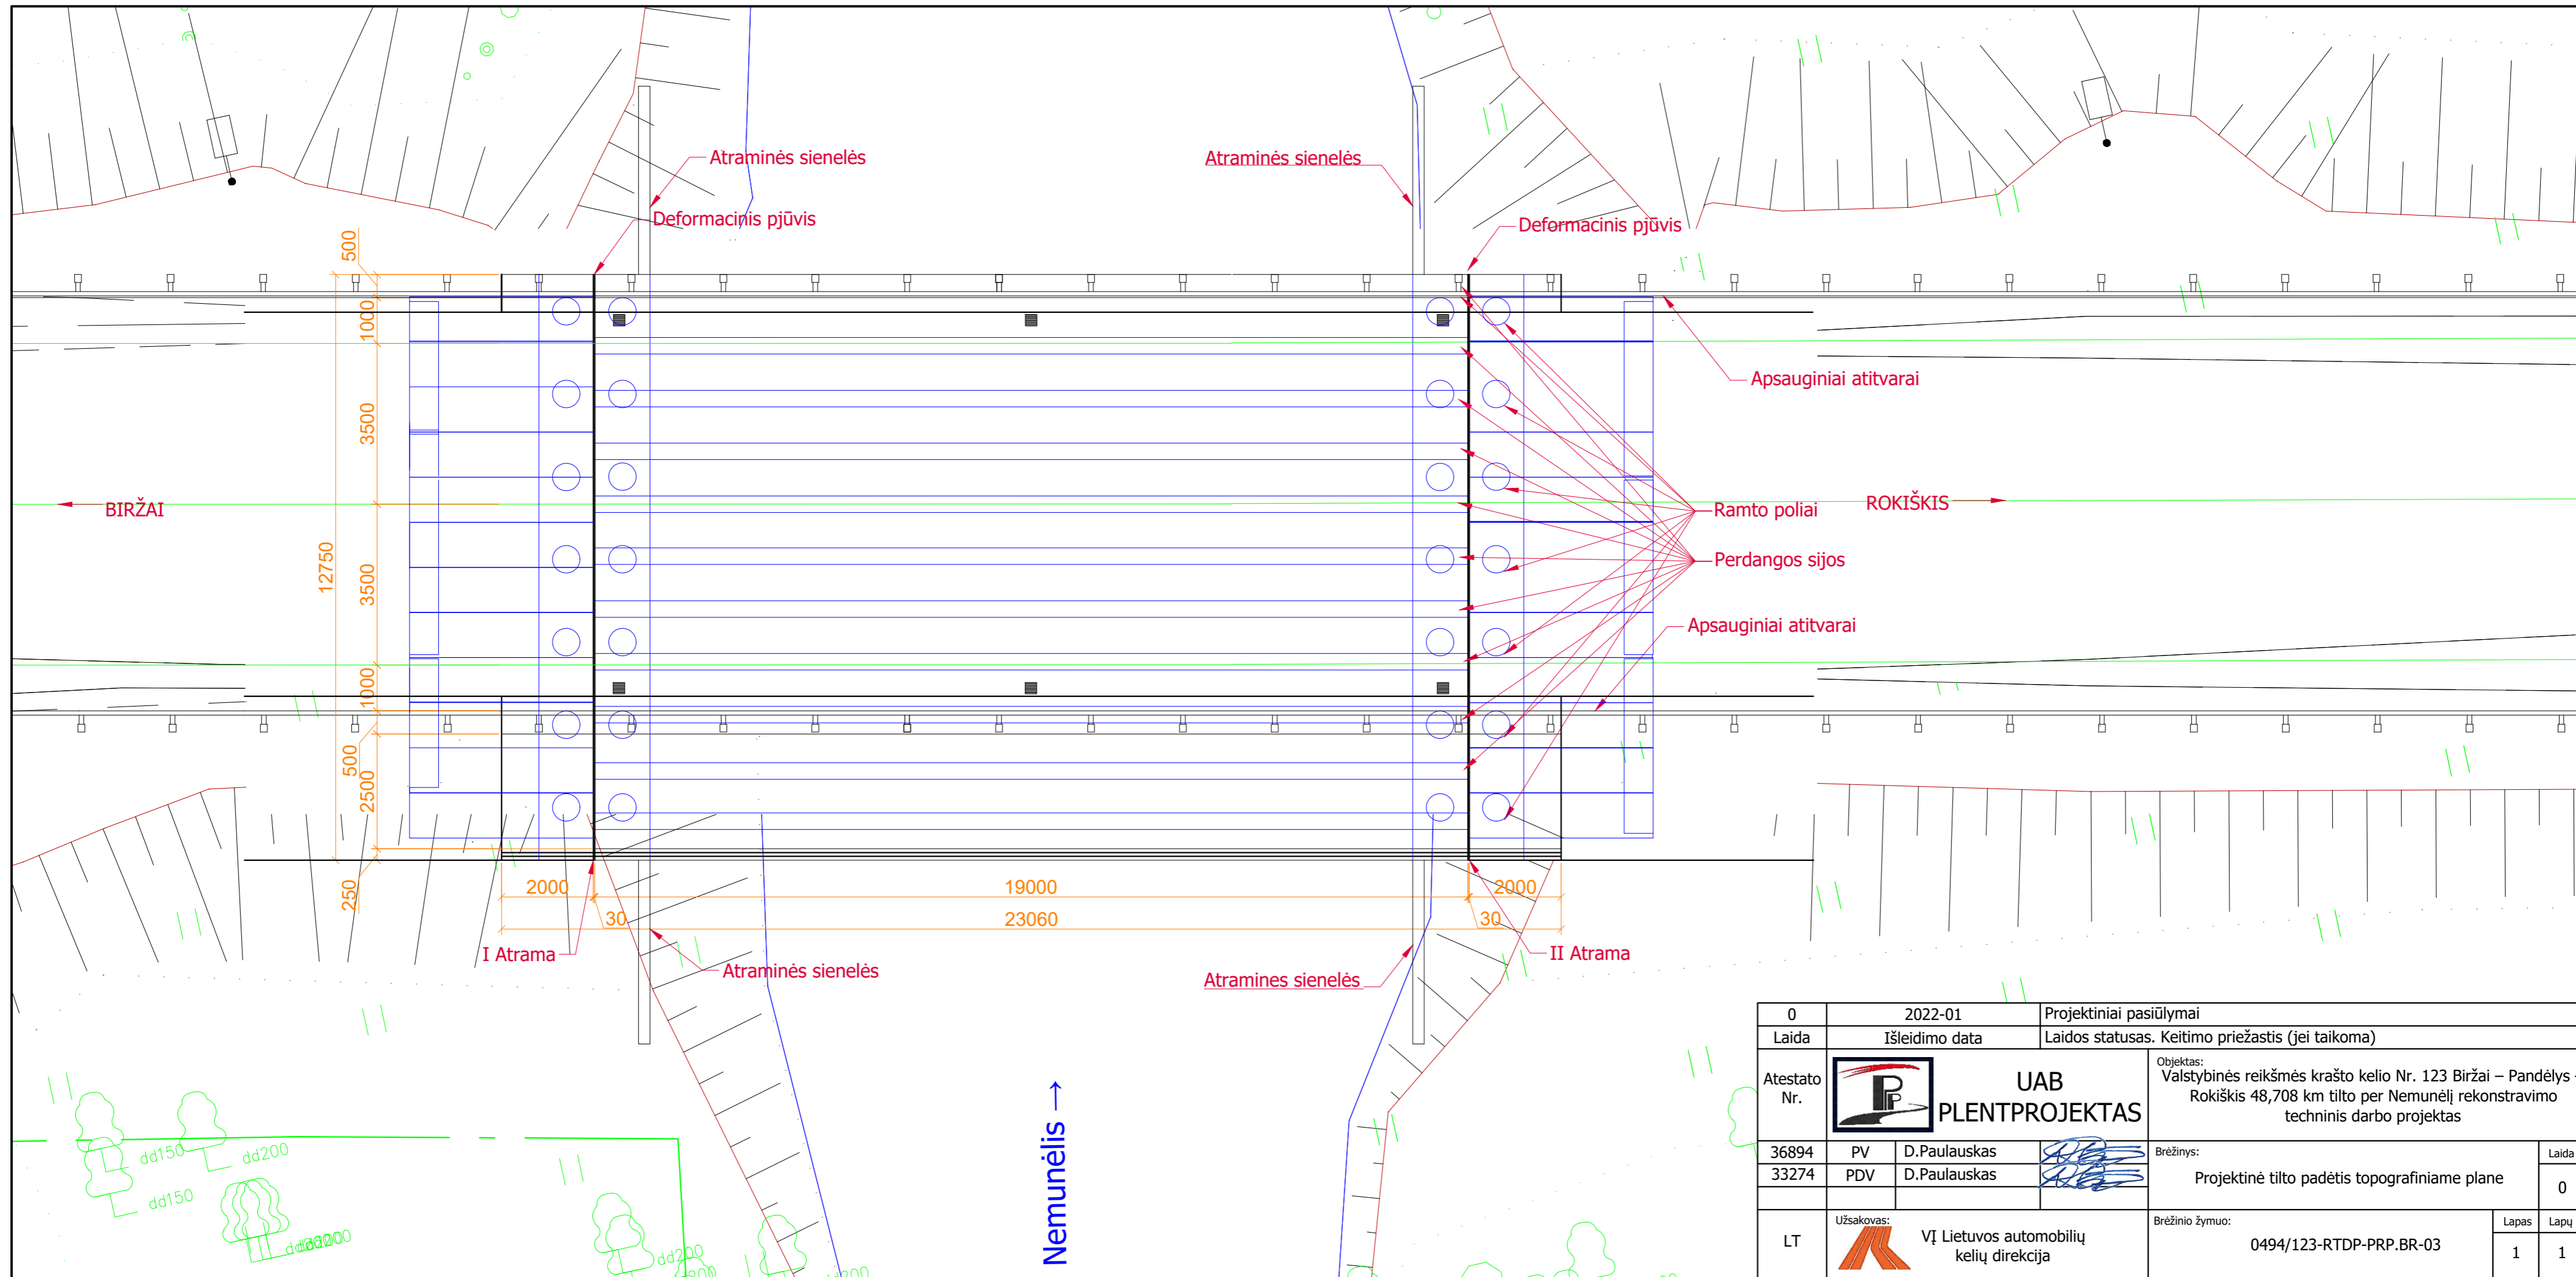 Atraminės sienelės
Atraminės sienelės
Deformacinis pjūvis
Deformacinis pjūvis
500
1000
3500
12750
3500
1000
500
2500
250
Apsauginiai atitvarai
BIRŽAI
Ramto poliai
ROKIŠKIS
Perdangos sijos
Apsauginiai atitvarai
2000
19000
2000
30
23060
30
I Atrama
II Atrama
Atraminės sienelės
Atramines sienelės
Nemunėlis →
dd150
dd200
dd150
dd200
0
2022-01
Projektiniai pasiūlymai
Laida
Išleidimo data
Laidos statusas. Keitimo priežastis (jei taikoma)
Atestato
Nr.
UAB
PLENTPROJEKTAS
Objektas:
Valstybinės reikšmės krašto kelio Nr. 123 Biržai – Pandėlys -
Rokiškis 48,708 km tilto per Nemunėlį rekonstravimo
techninis darbo projektas
36894
PV
D.Paulauskas
33274
PDV
D.Paulauskas
Brėžinys:
Projektinė tilto padėtis topografiniame plane
Laida
0
LT
Užsakovas:
VĮ Lietuvos automobilių
kelių direkcija
Brėžinio žymuo:
0494/123-RTDP-PRP.BR-03
Lapas
Lapų
1
1